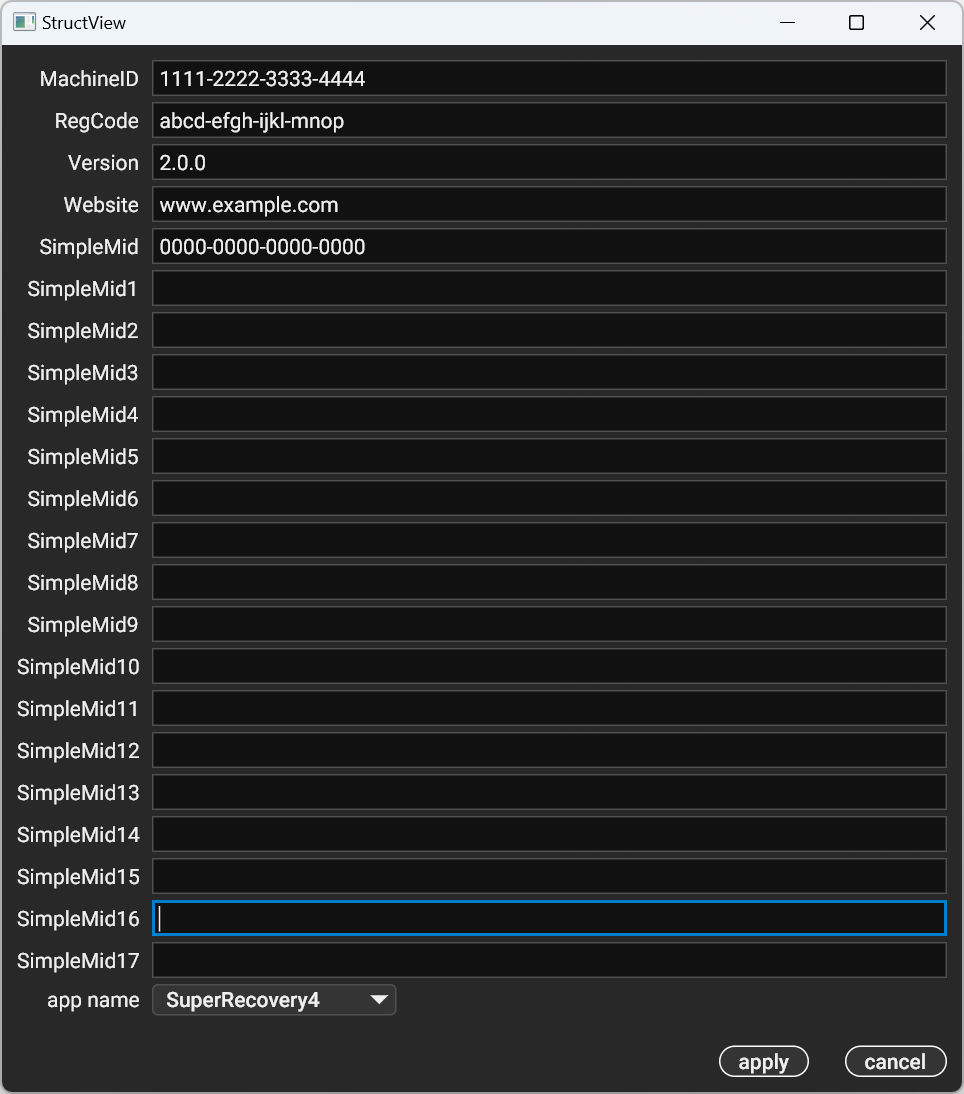 StructView
MachineID 1111-2222-3333-4444
RegCode abcd-efgh-ijkl-mnop
Version 2.0.0
Website www.example.com
SimpleMid 0000-0000-0000-0000
SimpleMid1
SimpleMid2
SimpleMid3
SimpleMid4
SimpleMid5
SimpleMid6
SimpleMid7
SimpleMid8
SimpleMid9
SimpleMid10
SimpleMid11
SimpleMid12
SimpleMid13
SimpleMid14
SimpleMid15
SimpleMid16
SimpleMid17
app name SuperRecovery4
apply cancel